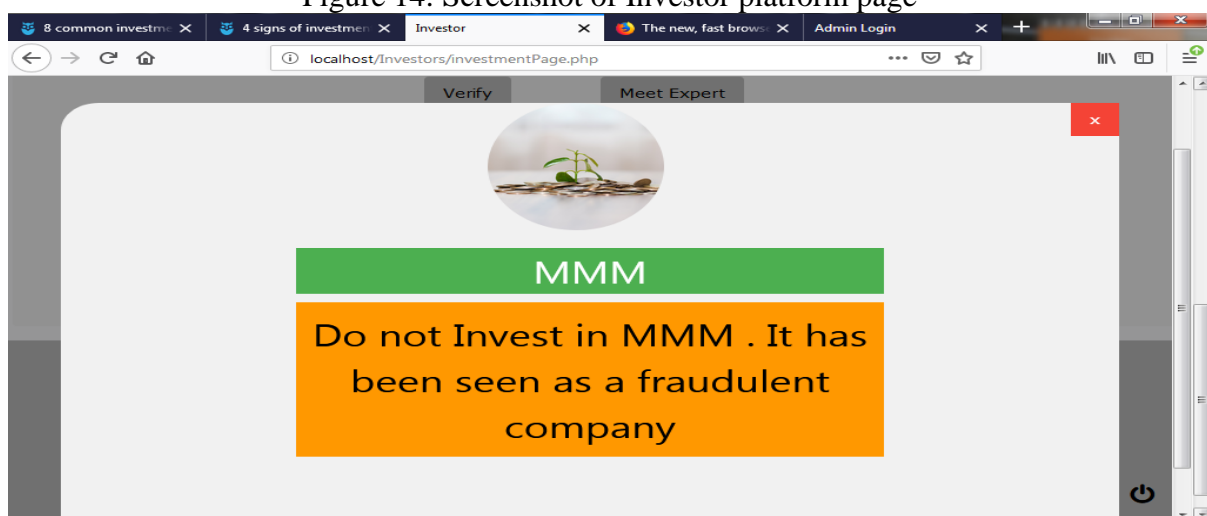 Figure 14: Screenshot of Investor platform page
8 common investme
4 signs of investmen
Investor
The new, fast browse
Admin Login
localhost/Investors/investmentPage.php
Verify
Meet Expert
×
MMM
Do not Invest in MMM . It has
been seen as a fraudulent
company